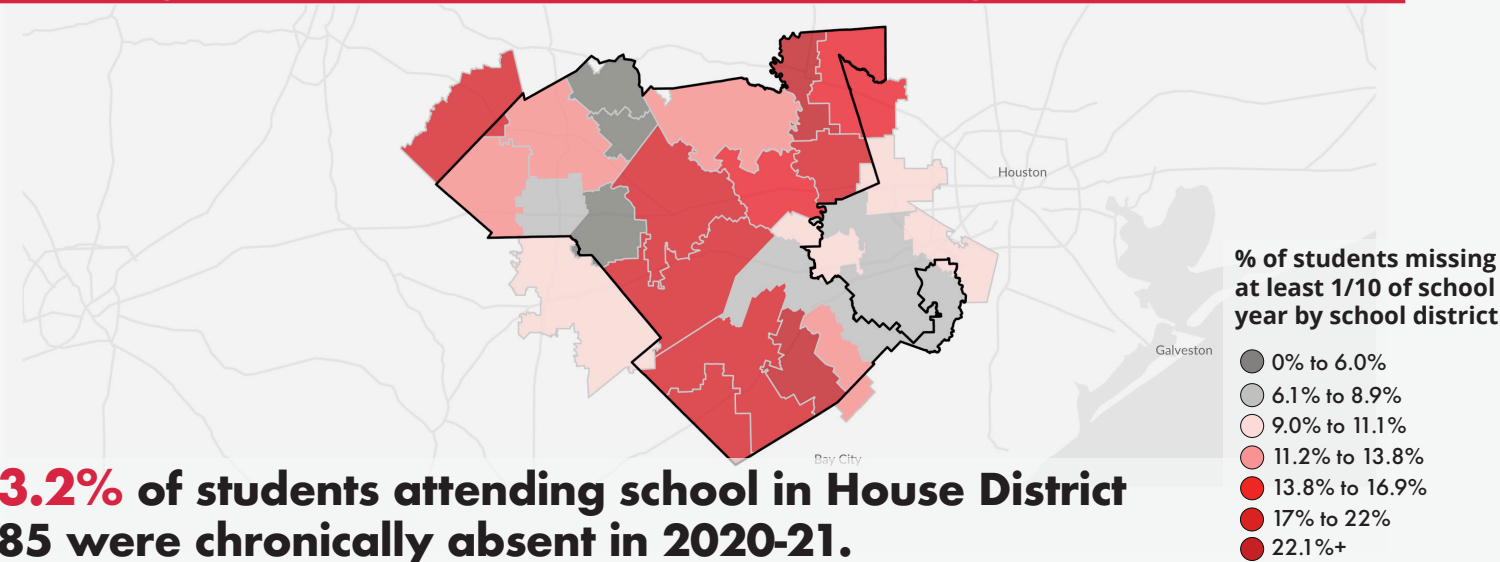 Houston
% of students missing
at least 1/10 of school
year by school district
Galveston
0% to 6.0%
6.1% to 8.9%
9.0% to 11.1%
11.2% to 13.8%
13.8% to 16.9%
17% to 22%
22.1%+
Bay City
3.2% of students attending school in House District
85 were chronically absent in 2020-21.